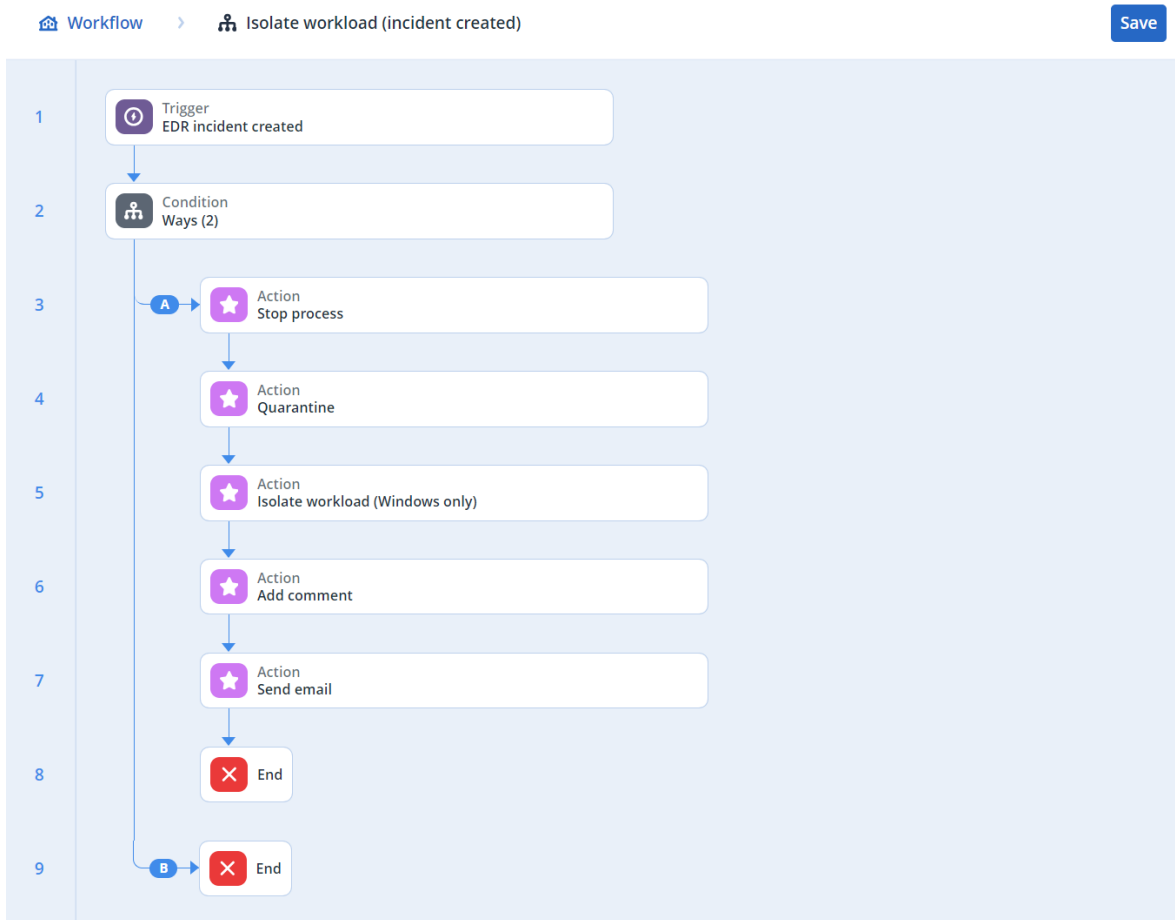 Workflow
Isolate workload (incident created)
Save
1
Trigger
EDR incident created
2
Condition
Ways (2)
3
A
Action
Stop process
4
Action
Quarantine
5
Action
Isolate workload (Windows only)
6
Action
Add comment
7
Action
Send email
8
End
9
B
End